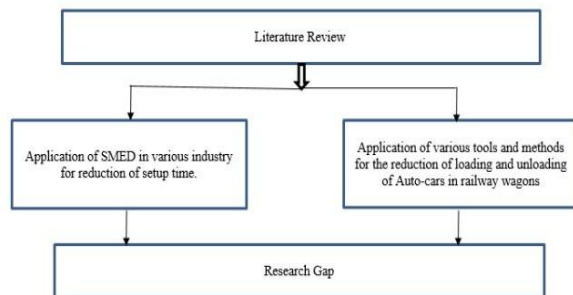 Literature Review
Application of SMED in various industry
for reduction of setup time.
Application of various tools and methods
for the reduction of loading and unloading
of Auto-cars in railway wagons
Research Gap